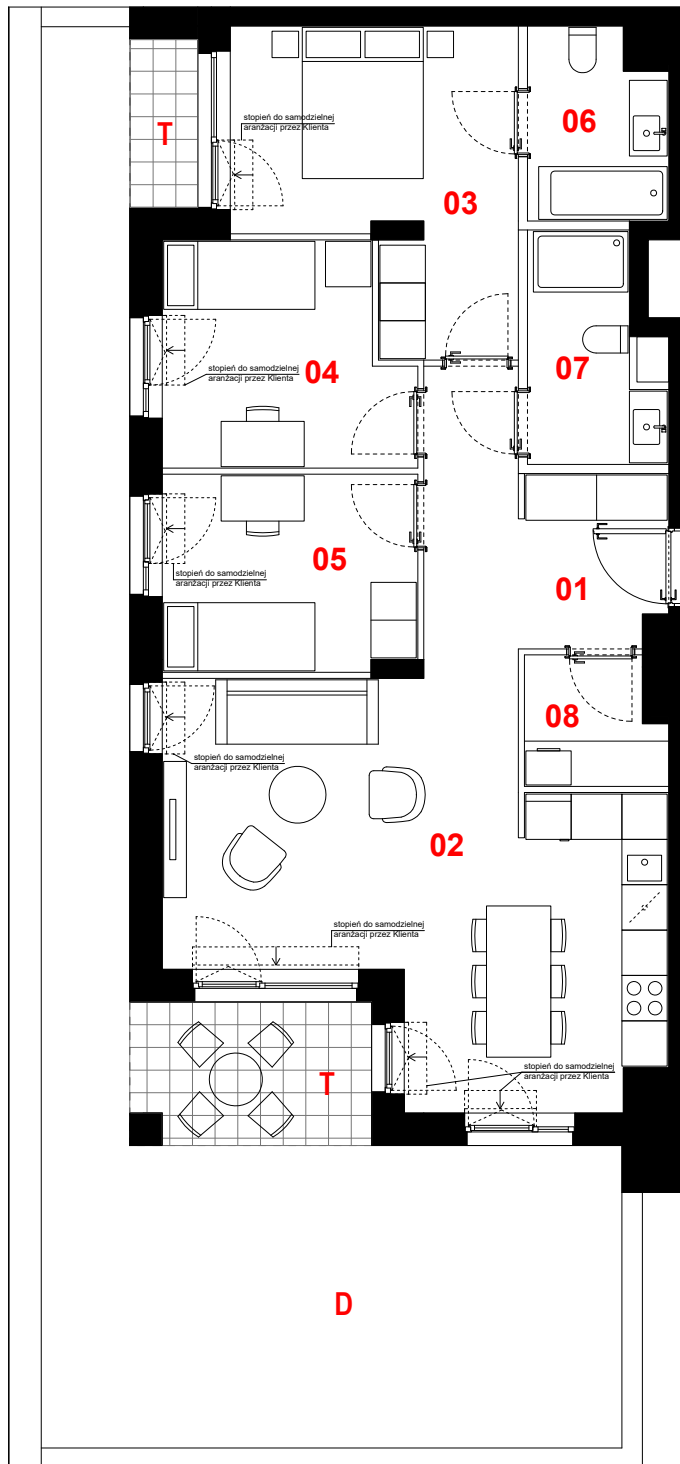 stopień do samodzielnej
aranżacji przez Klienta
T
06
03
stopień do samodzielnej
aranżacji przez Klienta
04
07
05
stopień do samodzielnej
aranżacji przez Klienta
01
08
stopień do samodzielnej
aranżacji przez Klienta
02
stopień do samodzielnej
aranżacji przez Klienta
stopień do samodzielnej
aranżacji przez Klienta
T
D